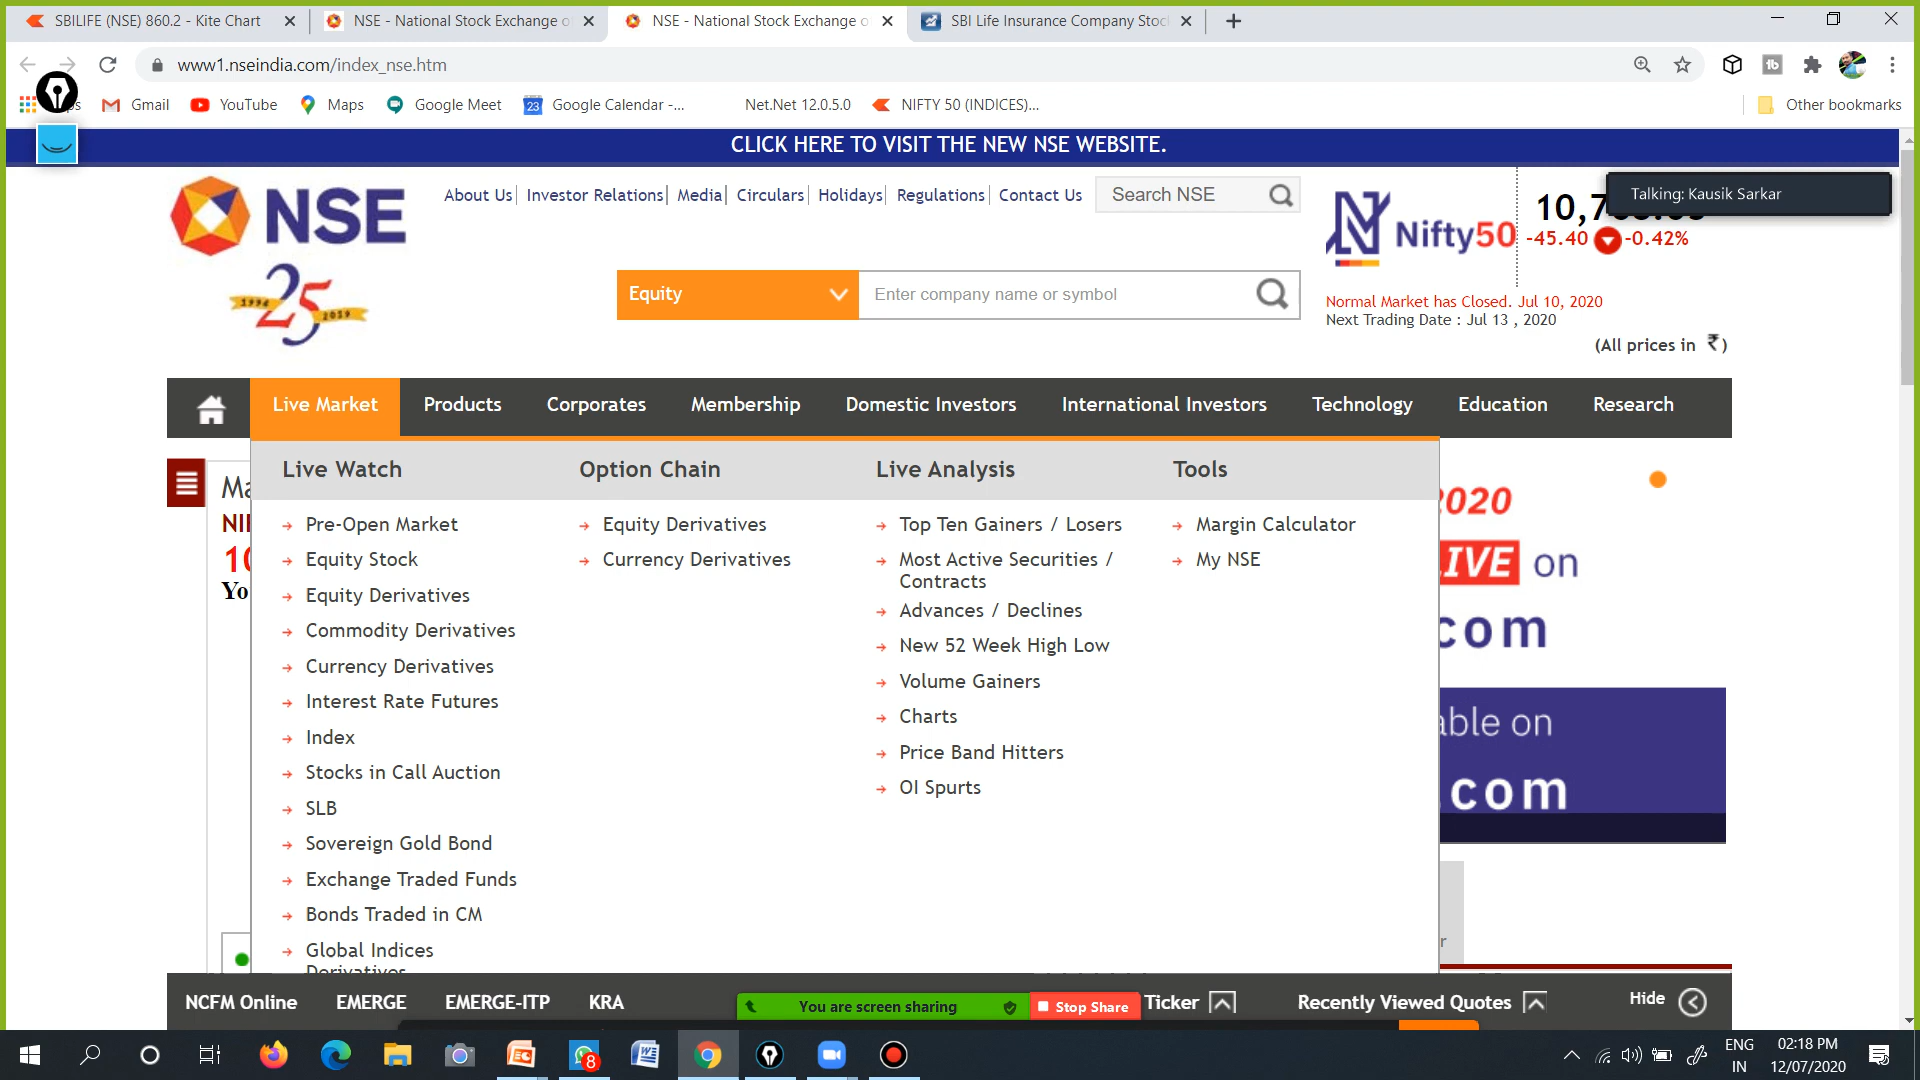 SBILIFE (NSE) 860.2 - Kite Chart
NSE - National Stock Exchange o
NSE - National Stock Exchange o
SBI Life Insurance Company Stoc
www1.nseindia.com/index_nse.htm
Gmail
YouTube
Maps
Google Meet
23
Google Calendar -...
Net.Net 12.0.5.0
NIFTY 50 (INDICES)...
Other bookmarks
CLICK HERE TO VISIT THE NEW NSE WEBSITE.
NSE
1994 25 2019
About Us
Investor Relations
Media
Circulars
Holidays
Regulations
Contact Us
Search NSE
Nifty50
Talking: Kausik Sarkar
-45.40
-0.42%
Equity
Enter company name or symbol
Normal Market has Closed. Jul 10, 2020
Next Trading Date : Jul 13 , 2020
(All prices in ₹)
Live Market
Products
Corporates
Membership
Domestic Investors
International Investors
Technology
Education
Research
Live Watch
Pre-Open Market
Equity Stock
Equity Derivatives
Commodity Derivatives
Currency Derivatives
Interest Rate Futures
Index
Stocks in Call Auction
SLB
Sovereign Gold Bond
Exchange Traded Funds
Bonds Traded in CM
Global Indices
Derivatives
Option Chain
Equity Derivatives
Currency Derivatives
Live Analysis
Top Ten Gainers / Losers
Most Active Securities /
Contracts
Advances / Declines
New 52 Week High Low
Volume Gainers
Charts
Price Band Hitters
OI Spurts
Tools
Margin Calculator
My NSE
2020
LIVE on
com
able on
.com
NCFM Online
EMERGE
EMERGE-ITP
KRA
You are screen sharing
Stop Share
Ticker
Recently Viewed Quotes
Hide
8
ENG
IN
02:18 PM
12/07/2020